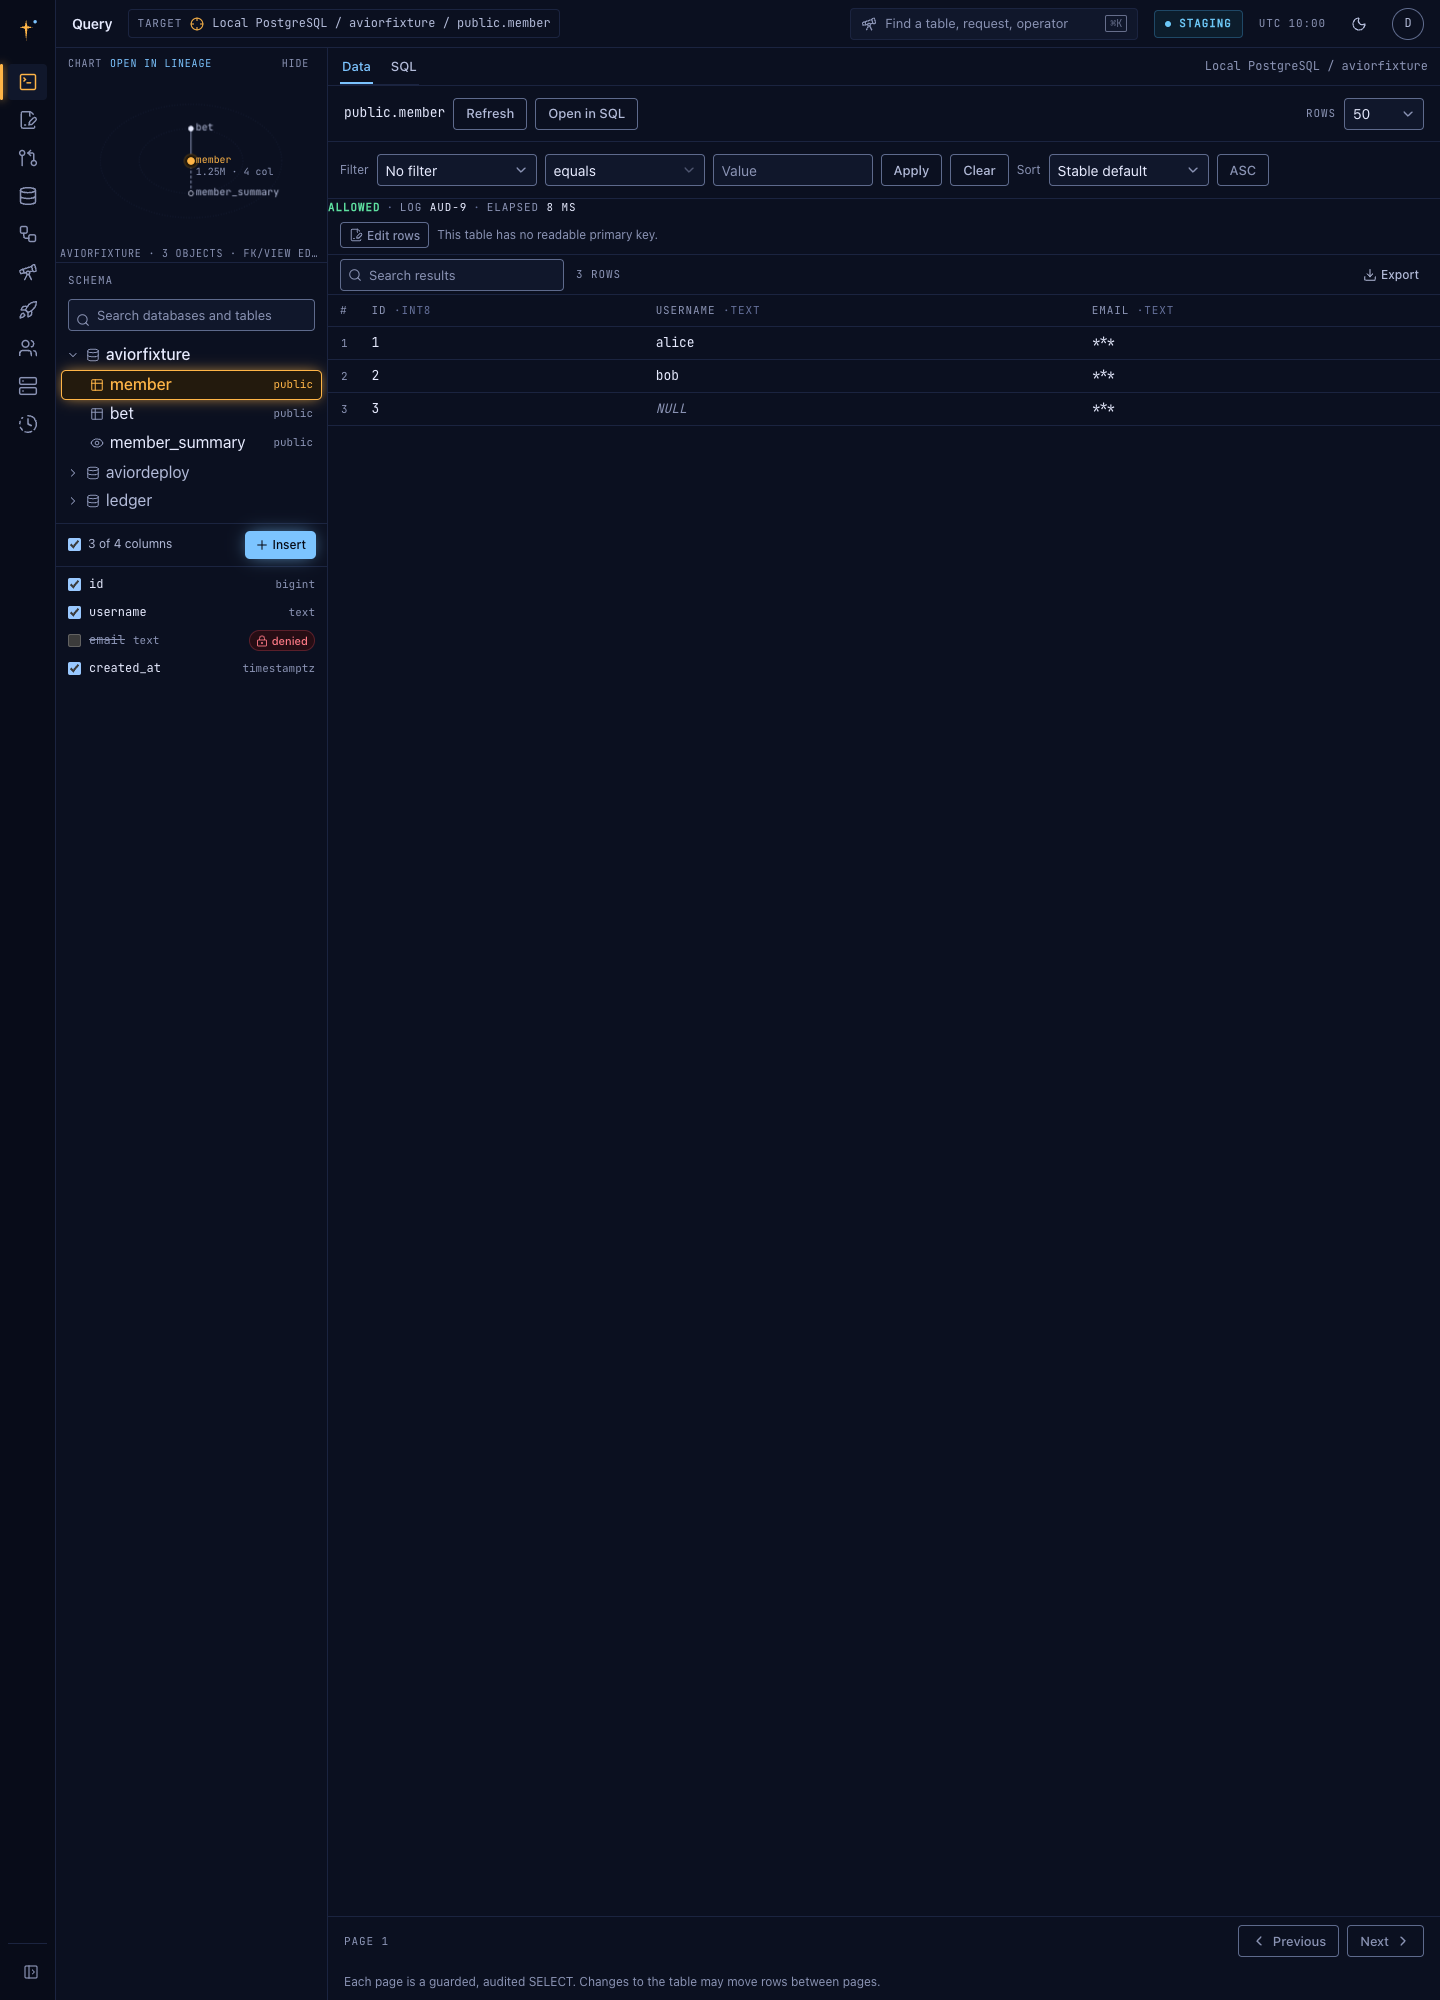 Query
TARGET Local PostgreSQL / aviorfixture / public.member
Find a table, request, operator ⌘K
STAGING
UTC 10:00
D
CHART OPEN IN LINEAGE HIDE
bet
member
1.25M · 4 col
member_summary
AVIORFIXTURE · 3 OBJECTS · FK/VIEW ED…
SCHEMA
Search databases and tables
aviorfixture
member public
bet public
member_summary public
aviordeploy
ledger
3 of 4 columns
Insert
id bigint
username text
email text denied
created_at timestamptz
Data SQL
Local PostgreSQL / aviorfixture
public.member Refresh Open in SQL
ROWS 50
Filter No filter equals Value Apply Clear Sort Stable default ASC
ALLOWED · LOG AUD-9 · ELAPSED 8 MS
Edit rows This table has no readable primary key.
Search results 3 ROWS Export
# ID ·INT8 USERNAME ·TEXT EMAIL ·TEXT
1 1 alice ***
2 2 bob ***
3 3 NULL ***
PAGE 1
Previous Next
Each page is a guarded, audited SELECT. Changes to the table may move rows between pages.